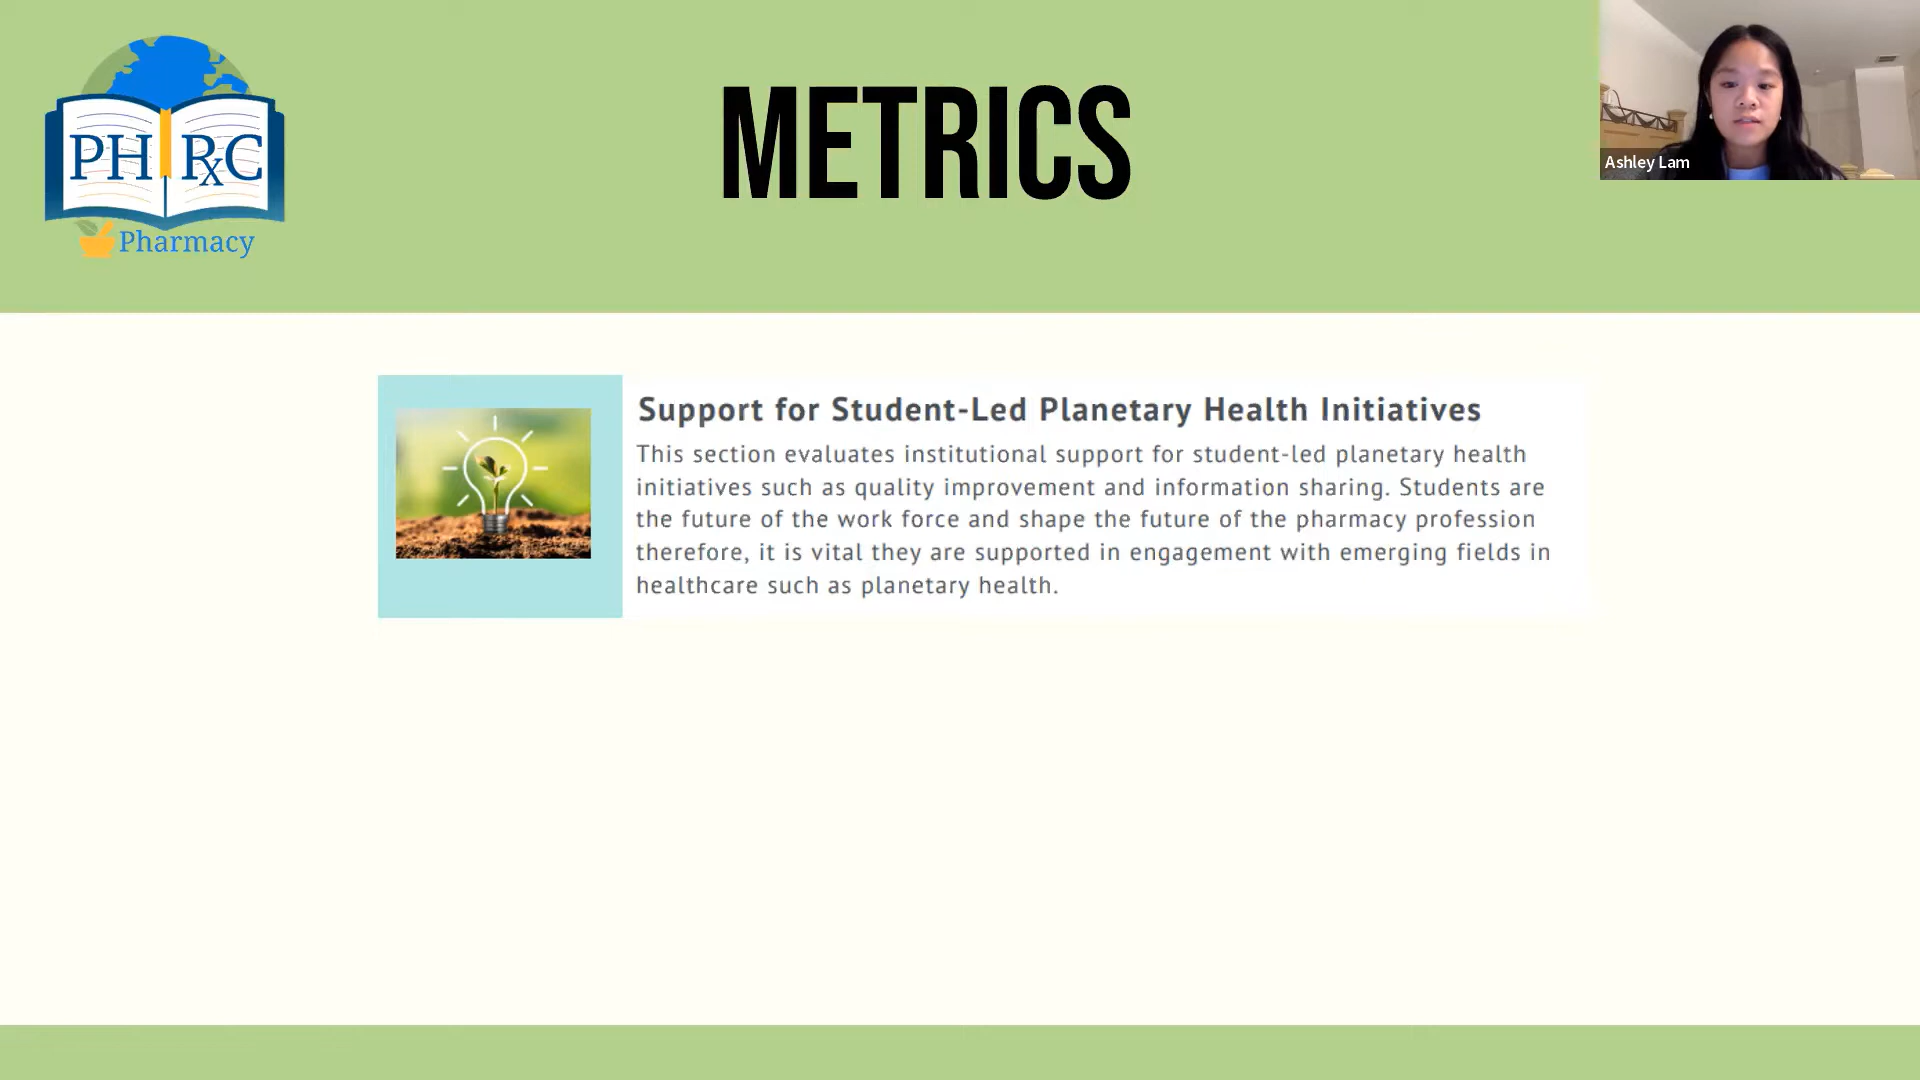 METRICS
PH RxC
Pharmacy
Ashley Lam
Support for Student-Led Planetary Health Initiatives
This section evaluates institutional support for student-led planetary health
initiatives such as quality improvement and information sharing. Students are
the future of the work force and shape the future of the pharmacy profession
therefore, it is vital they are supported in engagement with emerging fields in
healthcare such as planetary health.